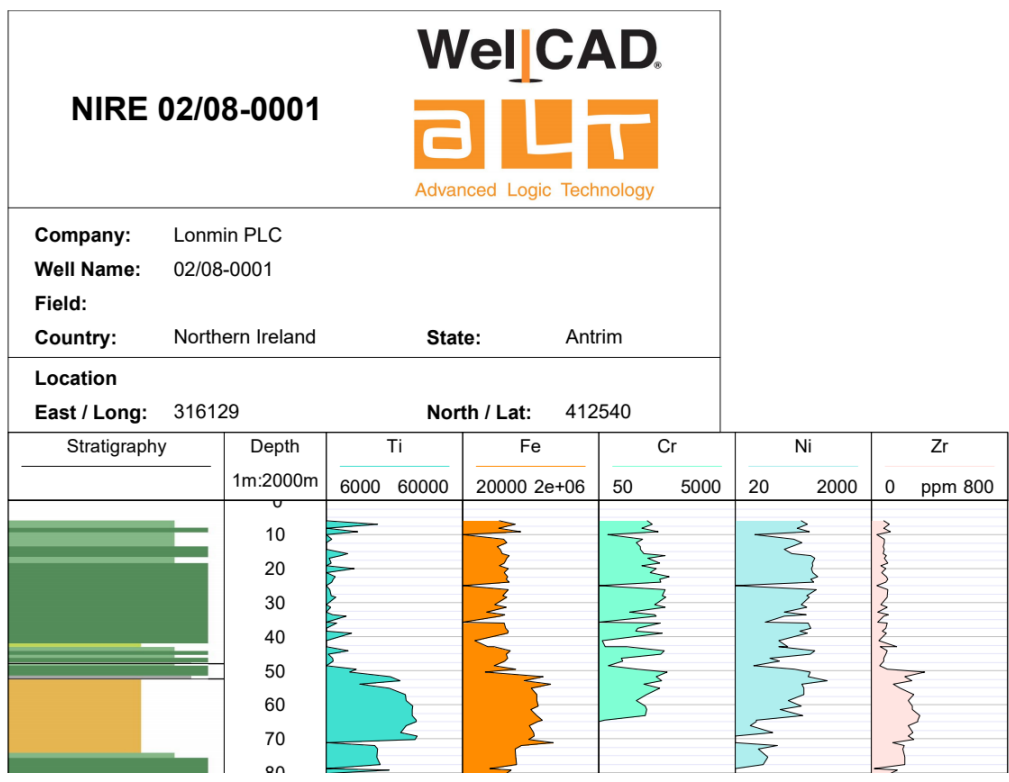 WellCAD®
NIRE 02/08-0001
aLT
Advanced Logic Technology
Company: Lonmin PLC
Well Name: 02/08-0001
Field:
Country: Northern Ireland State: Antrim
Location
East / Long: 316129 North / Lat: 412540
Stratigraphy Depth Ti Fe Cr Ni Zr
1m:2000m 6000 60000 20000 2e+06 50 5000 20 2000 0 ppm 800
0
10
20
30
40
50
60
70
80